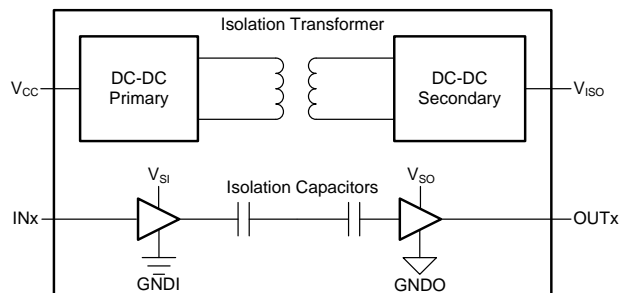 Isolation Transformer
DC-DC
Primary
DC-DC
Secondary
VCC
VISO
VSI
Isolation Capacitors
VSO
INx
OUTx
GNDI
GNDO